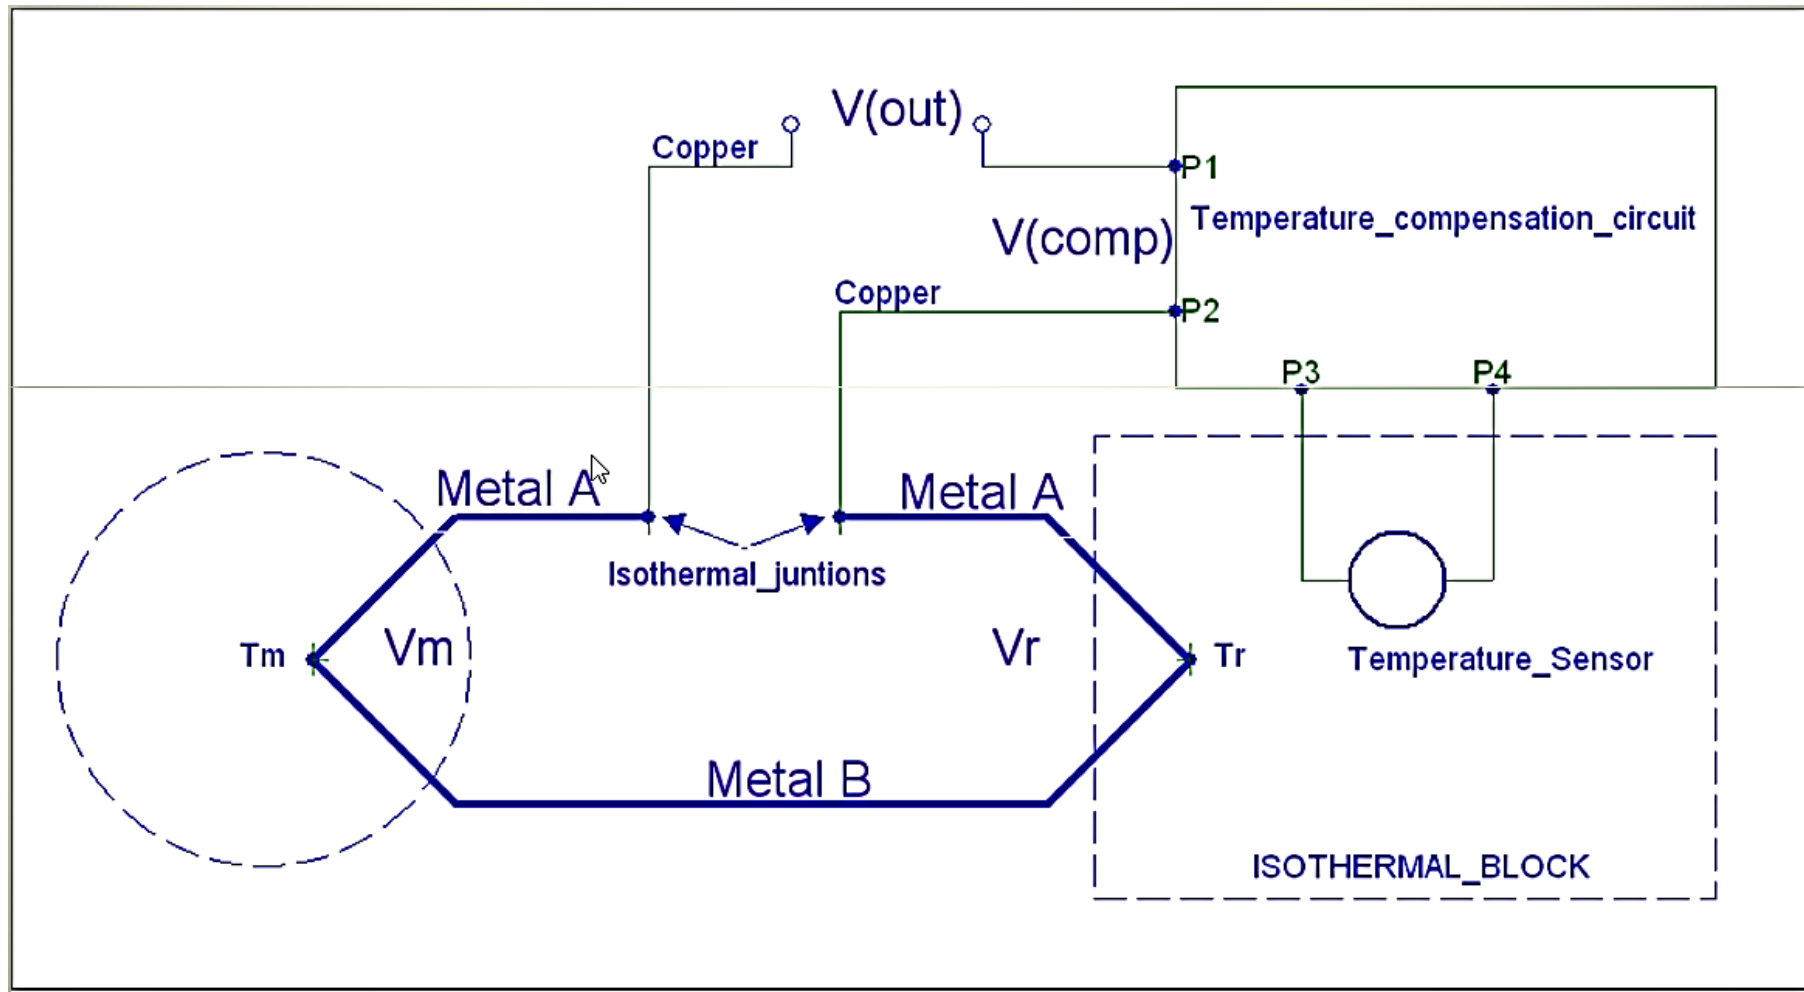 V(out)
Copper
P1
Temperature_compensation_circuit
V(comp)
Copper
P2
P3
P4
Metal A
Metal A
Isothermal_juntions
Tm
Vm
Vr
Tr
Temperature_Sensor
Metal B
ISOTHERMAL_BLOCK